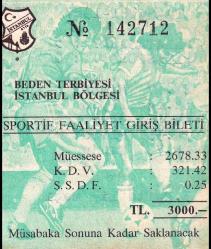 İSTANBUL
№ 142712
BEDEN TERBİYESİ
İSTANBUL BÖLGESİ
SPORTİF FAALİYET GİRİŞ BİLETİ
Müessese : 2678.33
K. D. V. : 321.42
S. S. D. F. : 0.25
TL. 3000.—
Müsabaka Sonuna Kadar Saklanacak